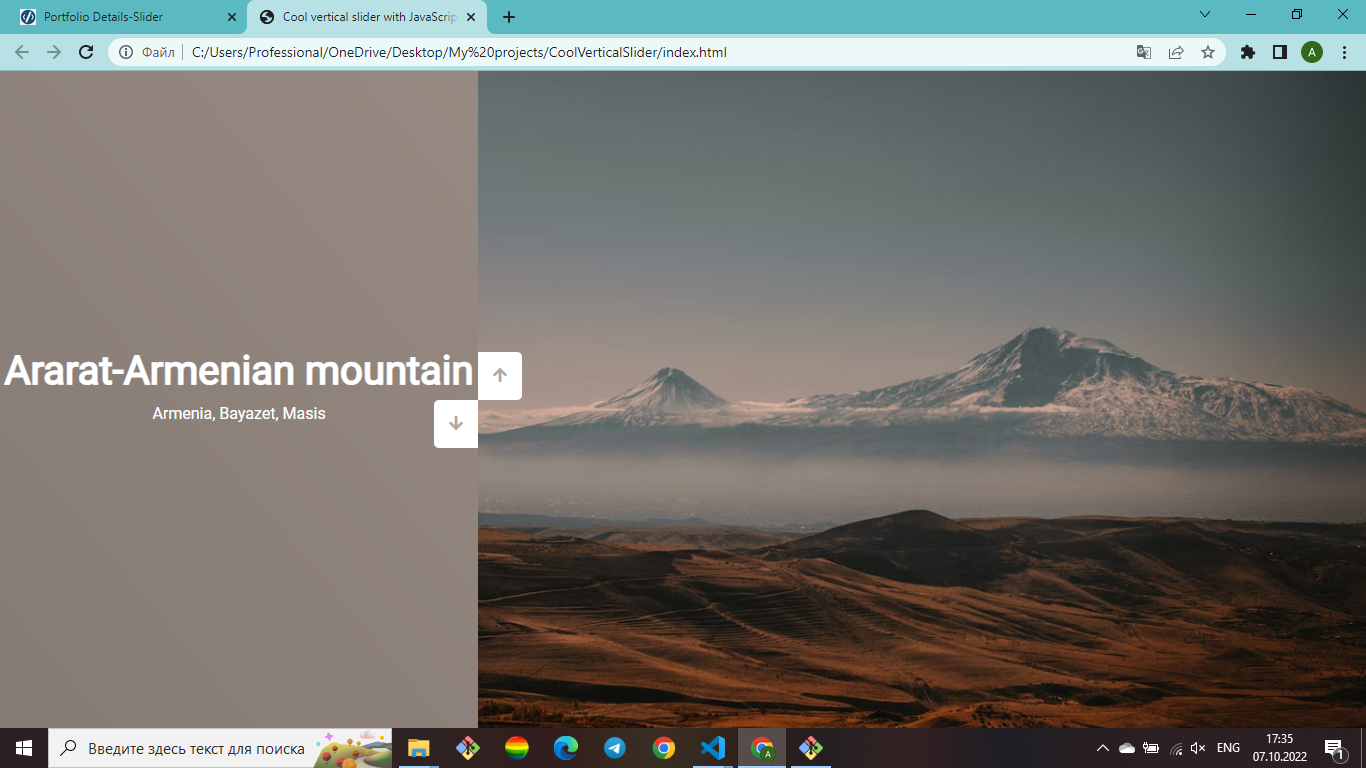 Portfolio Details-Slider
Cool vertical slider with JavaScrip
Файл
C:/Users/Professional/OneDrive/Desktop/My%20projects/CoolVerticalSlider/index.html
A
Ararat-Armenian mountain
Armenia, Bayazet, Masis
Введите здесь текст для поиска
A
ENG
17:35
07.10.2022
1